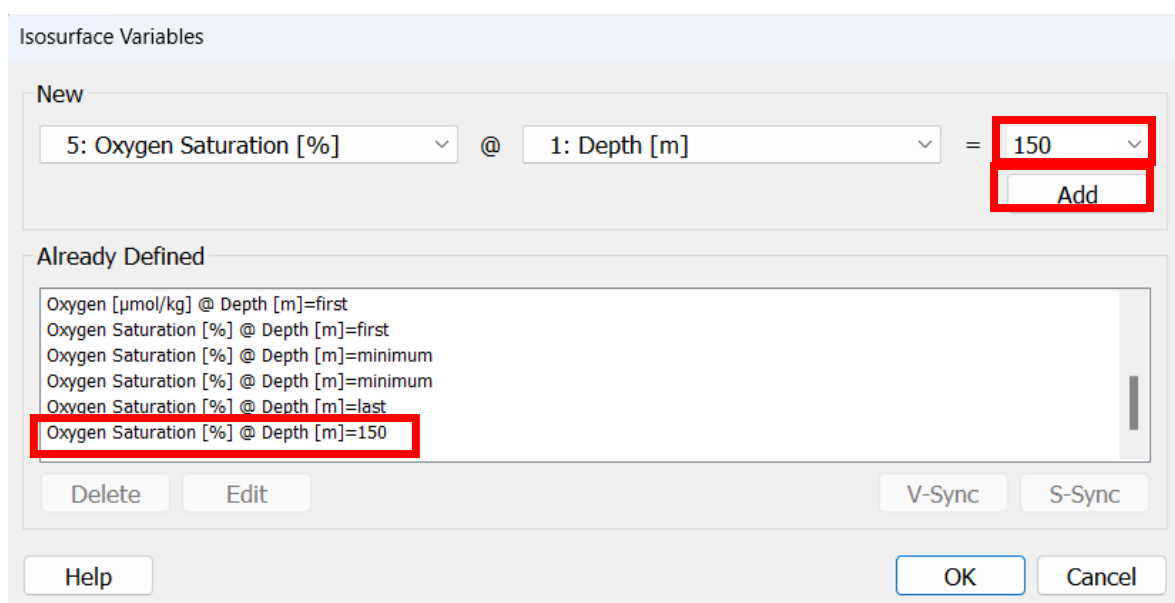 Isosurface Variables
New
5: Oxygen Saturation [%] @ 1: Depth [m] = 150
Add
Already Defined
Oxygen [µmol/kg] @ Depth [m]=first
Oxygen Saturation [%] @ Depth [m]=first
Oxygen Saturation [%] @ Depth [m]=minimum
Oxygen Saturation [%] @ Depth [m]=minimum
Oxygen Saturation [%] @ Depth [m]=last
Oxygen Saturation [%] @ Depth [m]=150
Delete Edit V-Sync S-Sync
Help OK Cancel